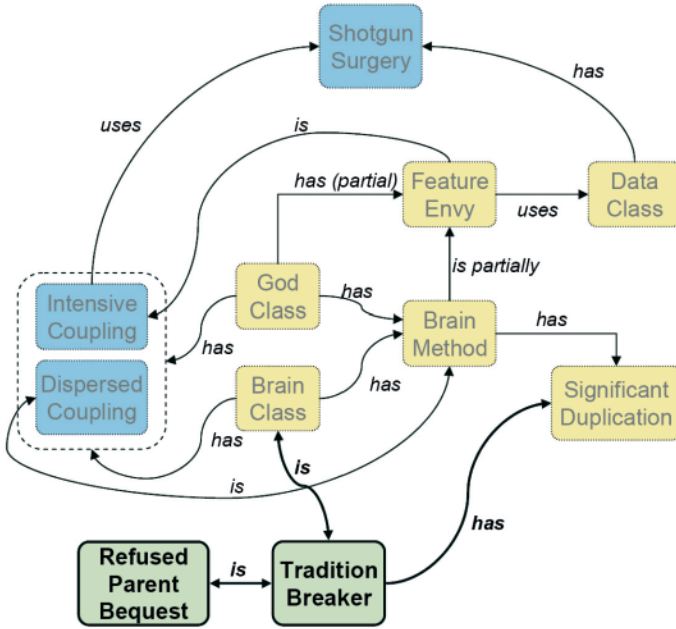 Shotgun
Surgery
has
uses
is
has (partial)
Feature
Envy
uses
Data
Class
is partially
God
Class
has
Intensive
Coupling
has
Brain
Method
has
Dispersed
Coupling
Brain
Class
has
has
Significant
Duplication
is
is
has
Refused
Parent
Bequest
is
Tradition
Breaker